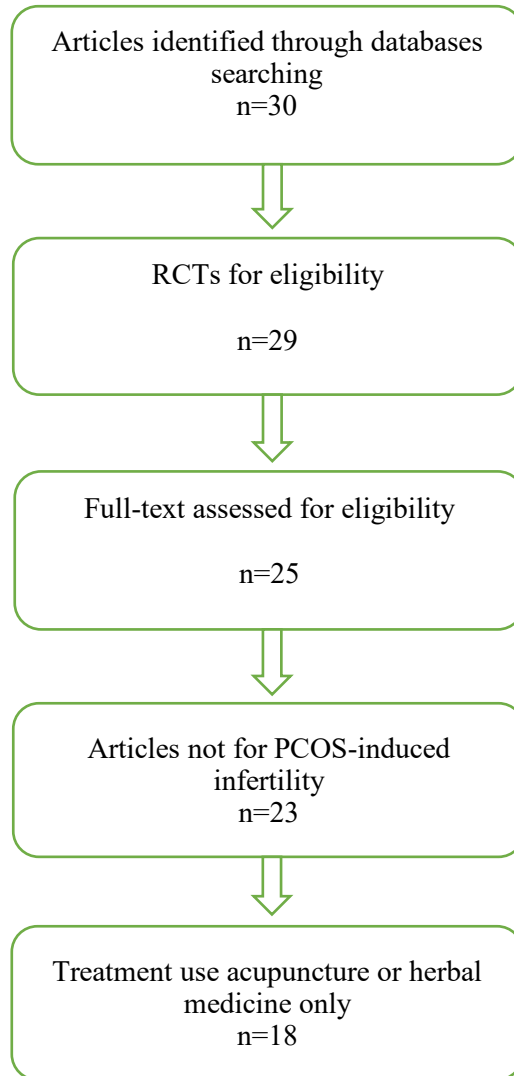 Articles identified through databases
searching
n=30
RCTs for eligibility
n=29
Full-text assessed for eligibility
n=25
Articles not for PCOS-induced
infertility
n=23
Treatment use acupuncture or herbal
medicine only
n=18